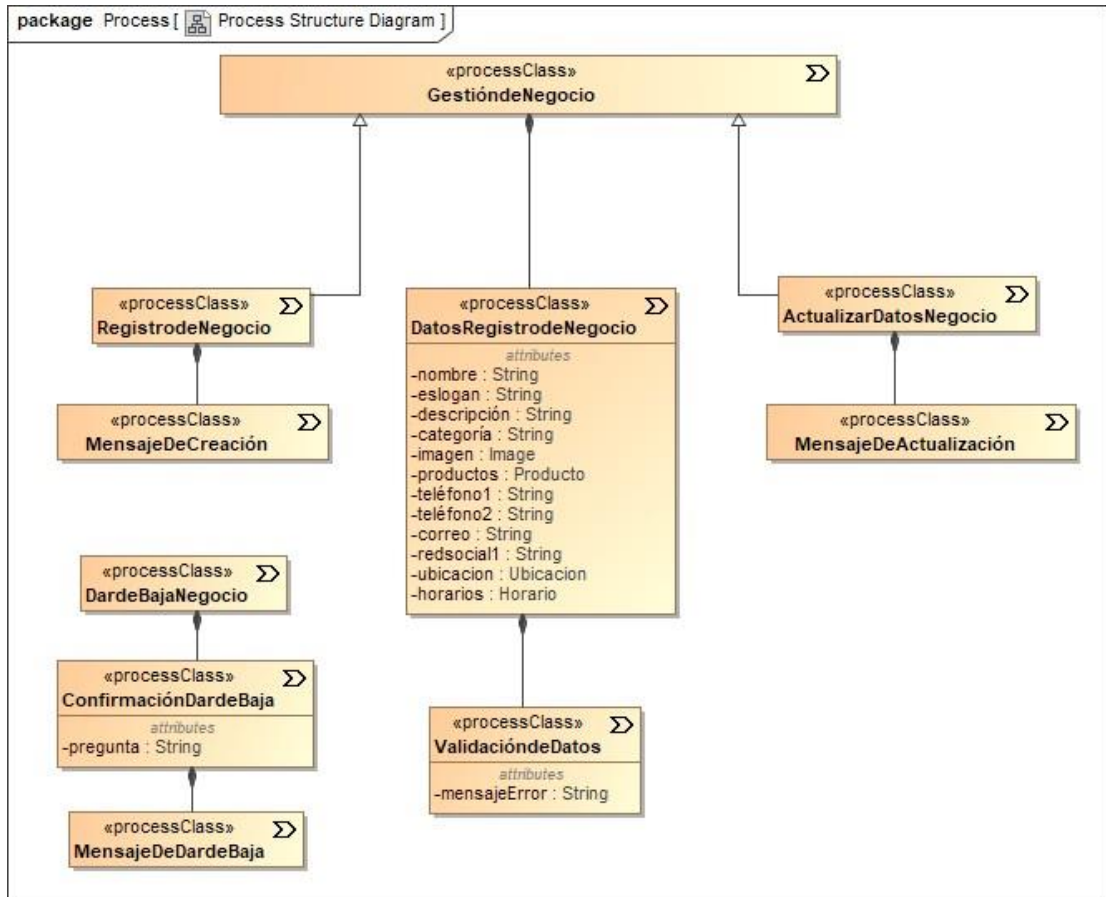 package Process [ Process Structure Diagram ]
«processClass»
GestióndeNegocio
«processClass»
RegistrodeNegocio
«processClass»
MensajeDeCreación
«processClass»
DatosRegistrodeNegocio
attributes
-nombre : String
-eslogan : String
-descripción : String
-categoría : String
-imagen : Image
-productos : Producto
-teléfono1 : String
-teléfono2 : String
-correo : String
-redsocial1 : String
-ubicacion : Ubicacion
-horarios : Horario
«processClass»
ActualizarDatosNegocio
«processClass»
MensajeDeActualización
«processClass»
DardeBajaNegocio
«processClass»
ConfirmaciónDardeBaja
attributes
-pregunta : String
«processClass»
MensajeDeDardeBaja
«processClass»
ValidacióndeDatos
attributes
-mensajeError : String